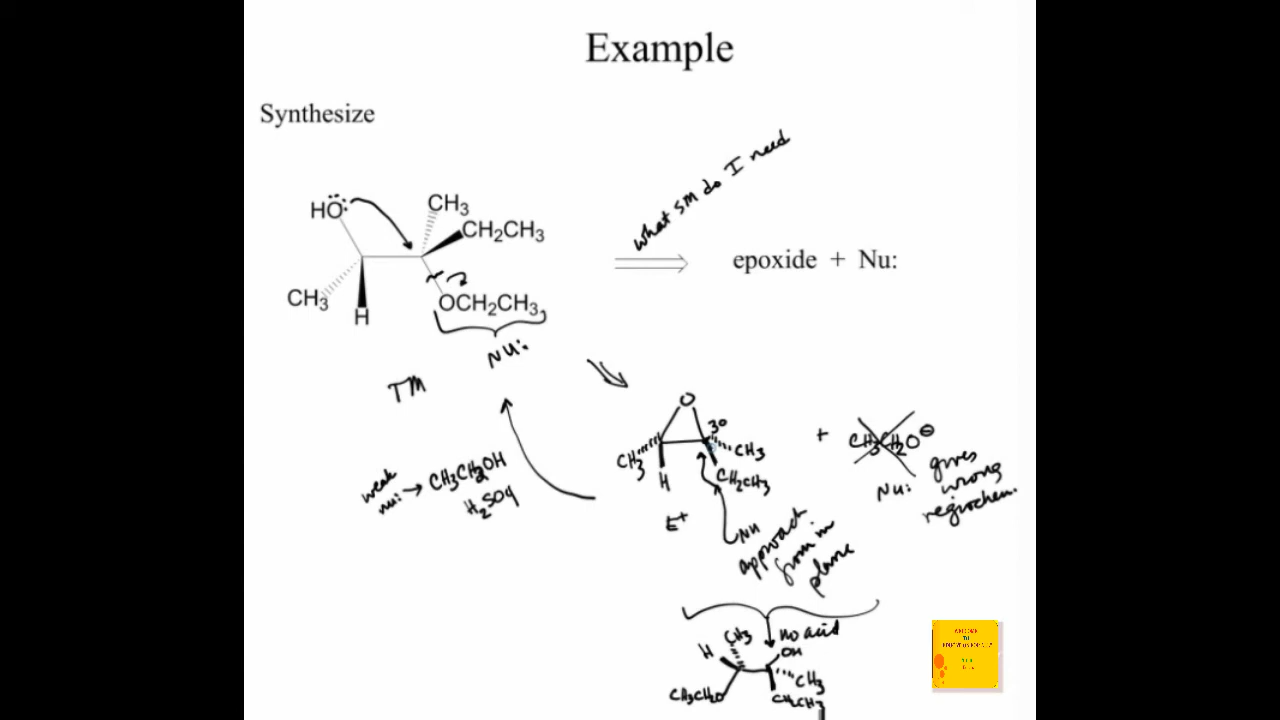 Example
Synthesize
what SM do I need
HO:
CH3
CH2CH3
epoxide + Nu:
CH3
H
OCH2CH3
Nu:
TM
O
3°
CH3
CH3
H
CH2CH3
+ CH3CH2O⊖
Nu:
gives
wrong
regiochem.
weak
nu: → CH3CH2OH
H2SO4
E+
Nu
approach
from in
plane
no acid
CH3
H
OH
CH3
CH3CH2O
CH2CH3
WELCOME
TO